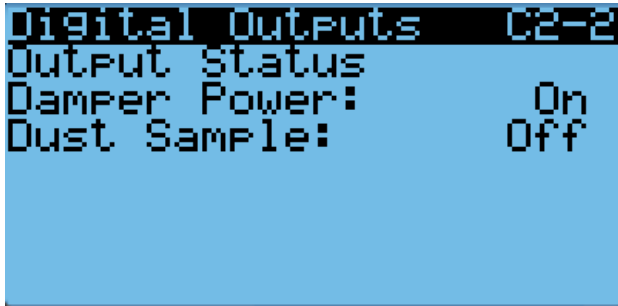 Digital Outputs C2-2
Output Status
Damper Power: On
Dust Sample: Off